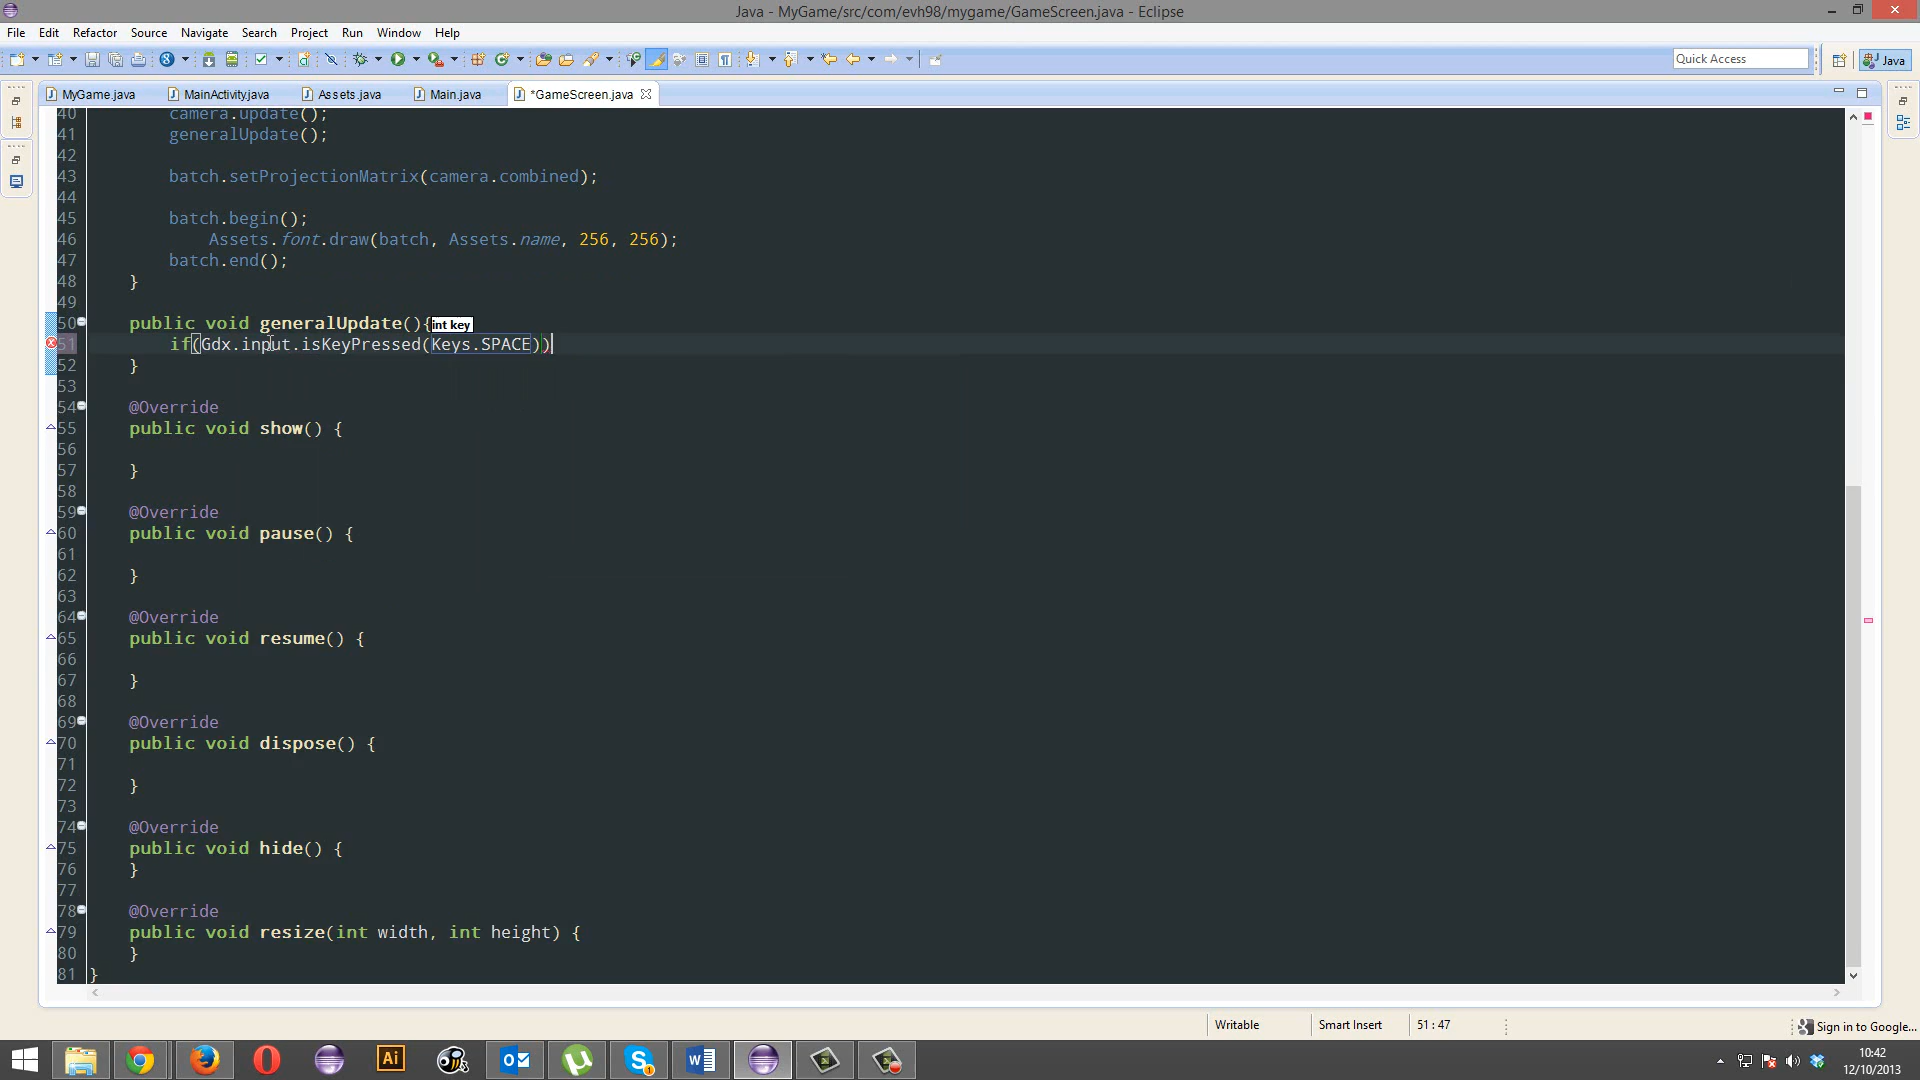 Java - MyGame/src/com/evh98/mygame/GameScreen.java - Eclipse
File Edit Refactor Source Navigate Search Project Run Window Help
Quick Access
Java
MyGame.java MainActivity.java Assets.java Main.java *GameScreen.java
40 camera.update();
41 generalUpdate();
42
43 batch.setProjectionMatrix(camera.combined);
44
45 batch.begin();
46 Assets.font.draw(batch, Assets.name, 256, 256);
47 batch.end();
48 }
49
50 public void generalUpdate(){ int key
51 if(Gdx.input.isKeyPressed(Keys.SPACE))
52 }
53
54 @Override
55 public void show() {
56
57 }
58
59 @Override
60 public void pause() {
61
62 }
63
64 @Override
65 public void resume() {
66
67 }
68
69 @Override
70 public void dispose() {
71
72 }
73
74 @Override
75 public void hide() {
76 }
77
78 @Override
79 public void resize(int width, int height) {
80 }
81 }
Writable Smart Insert 51 : 47 Sign in to Google...
10:42
12/10/2013